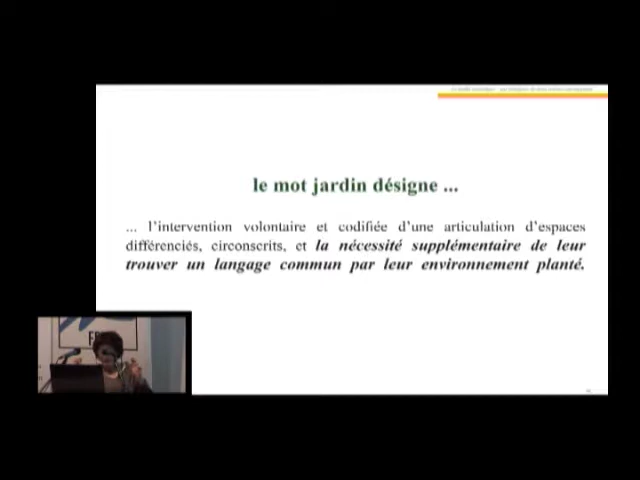 le mot jardin désigne ...
... l'intervention volontaire et codifiée d'une articulation d'espaces
différenciés, circonscrits, et la nécessité supplémentaire de leur
trouver un langage commun par leur environnement planté.